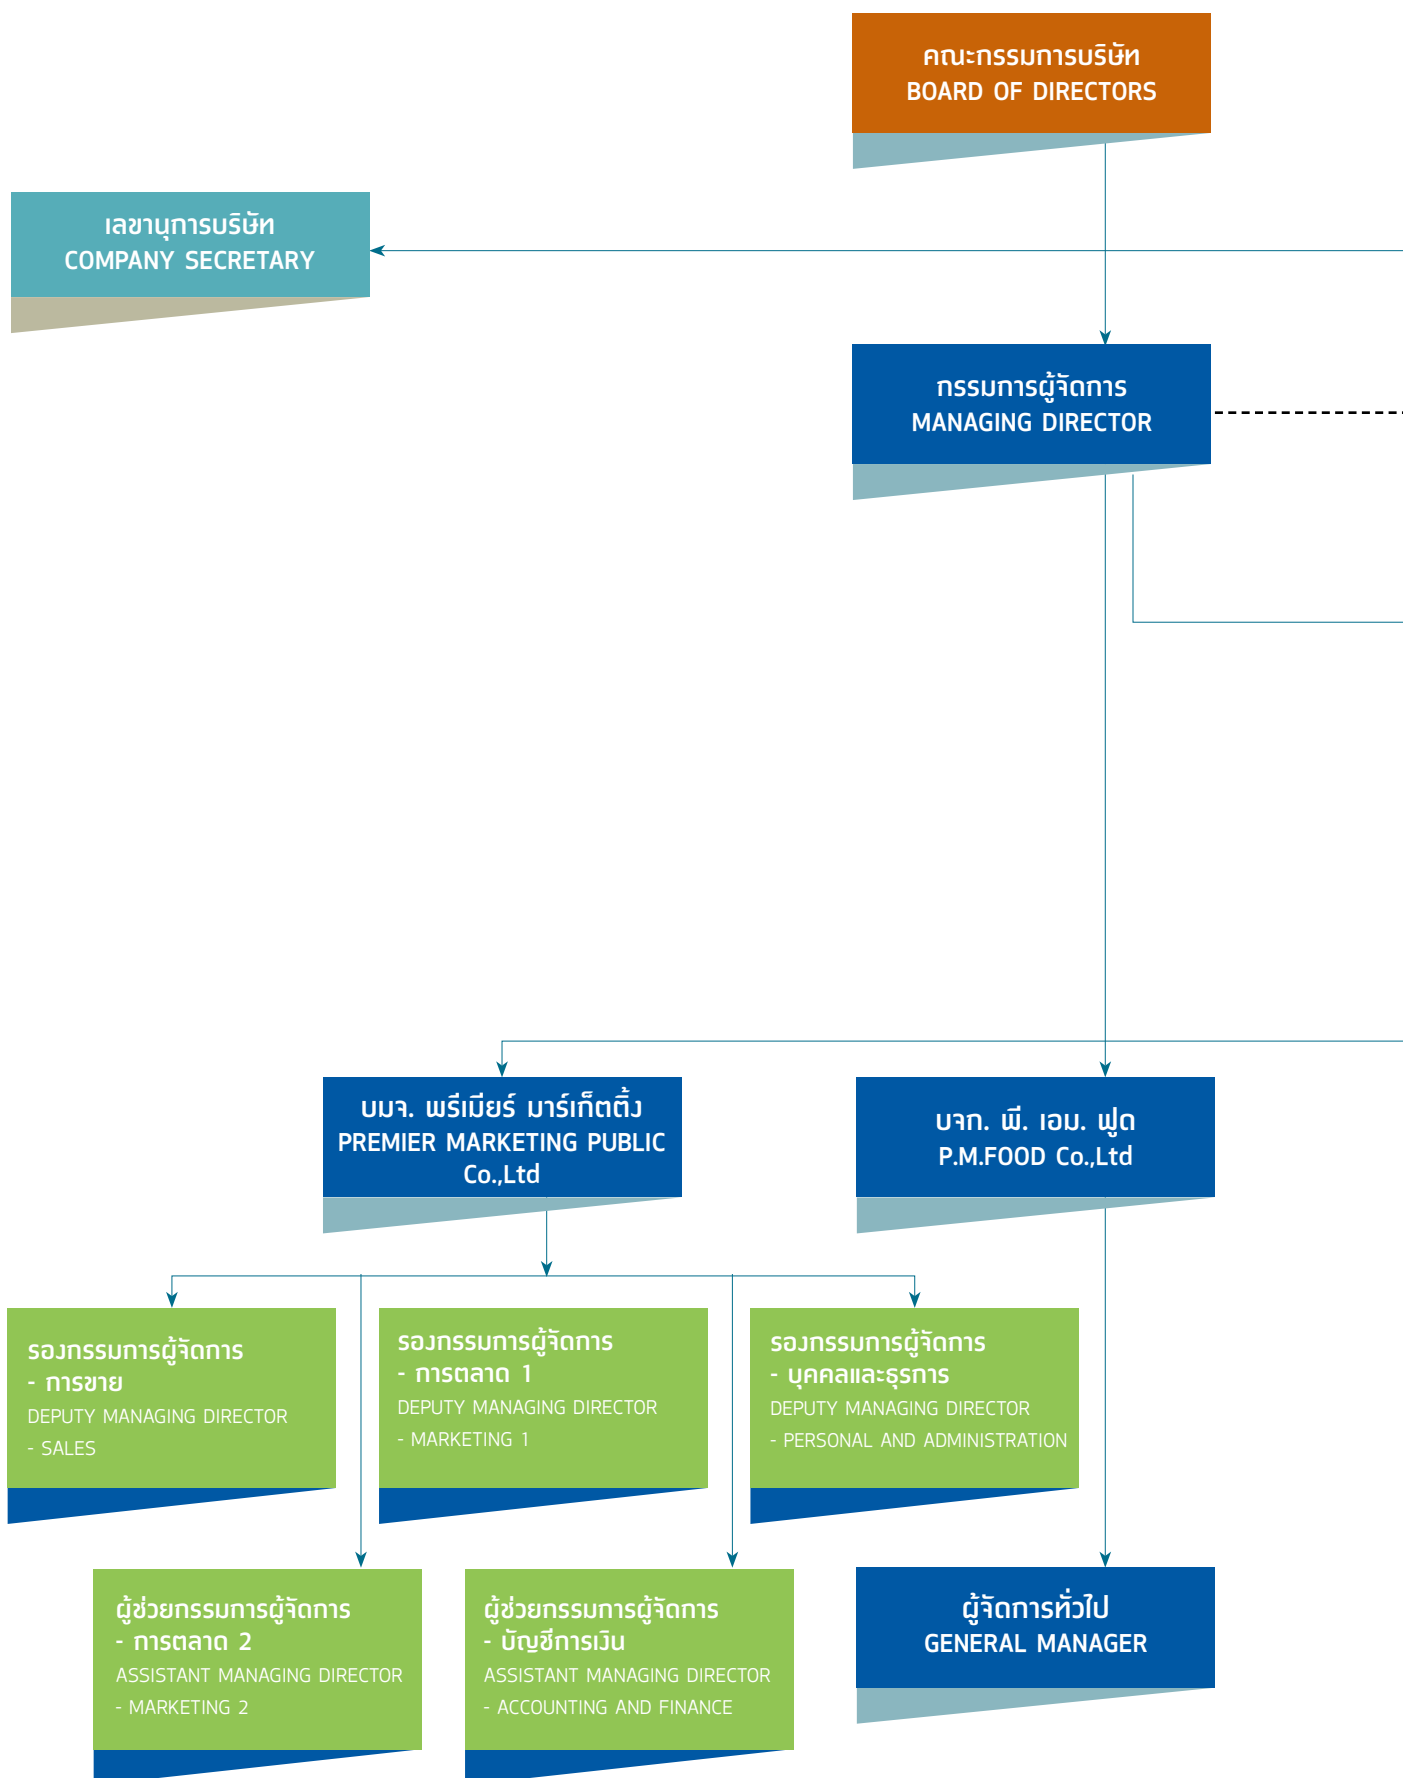 คณะกรรมการบริษัท
BOARD OF DIRECTORS
เลขานุการบริษัท
COMPANY SECRETARY
กรรมการผู้จัดการ
MANAGING DIRECTOR
บมจ. พรีเมียร์ มาร์เก็ตติ้ง
PREMIER MARKETING PUBLIC
Co.,Ltd
บจก. พี. เอม. ฟูด
P.M.FOOD Co.,Ltd
รองกรรมการผู้จัดการ
- การขาย
DEPUTY MANAGING DIRECTOR
- SALES
รองกรรมการผู้จัดการ
- การตลาด 1
DEPUTY MANAGING DIRECTOR
- MARKETING 1
รองกรรมการผู้จัดการ
- บุคคลและธุรการ
DEPUTY MANAGING DIRECTOR
- PERSONAL AND ADMINISTRATION
ผู้ช่วยกรรมการผู้จัดการ
- การตลาด 2
ASSISTANT MANAGING DIRECTOR
- MARKETING 2
ผู้ช่วยกรรมการผู้จัดการ
- บัญชีการเงิน
ASSISTANT MANAGING DIRECTOR
- ACCOUNTING AND FINANCE
ผู้จัดการทั่วไป
GENERAL MANAGER